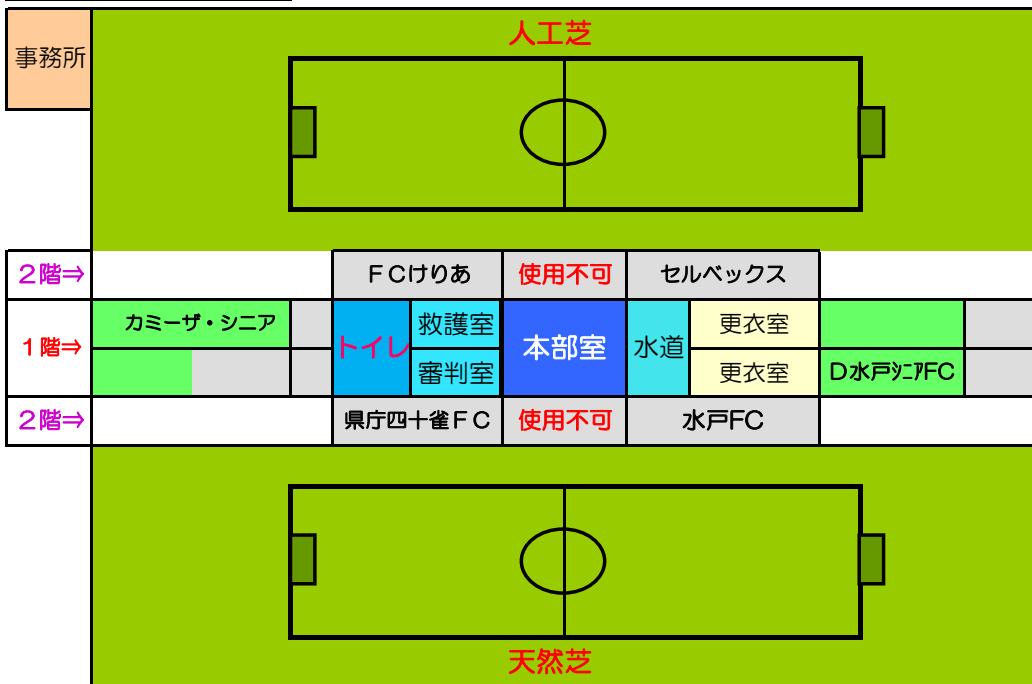 人工芝
事務所
2階⇒
FCけりあ
使用不可
セルベックス
1階⇒
カミーザ・シニア
トイレ
救護室
審判室
本部室
水道
更衣室
更衣室
D水戸ｼﾆｱFC
2階⇒
県庁四十雀FC
使用不可
水戸FC
天然芝